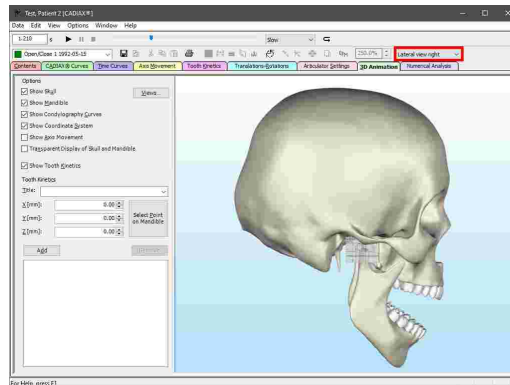 Test, Patient 2 [CADIAX®]
Data Edit View Options Window Help
1-210 s Slow
Open/Close 1 1992-05-15 250.0% Lateral view right
Contents CADIAX® Curves Time Curves Axis Movement Tooth Kinetics Translations-Rotations Articulator Settings 3D Animation Numerical Analysis
Options
Show Skull Views...
Show Mandible
Show Condylography Curves
Show Coordinate System
Show Axis Movement
Transparent Display of Skull and Mandible
Show Tooth Kinetics
Tooth Kinetics
Title:
X [mm]: 0.00
Y [mm]: 0.00 Select Point on Mandible
Z [mm]: 0.00
Add
For Help, press F1